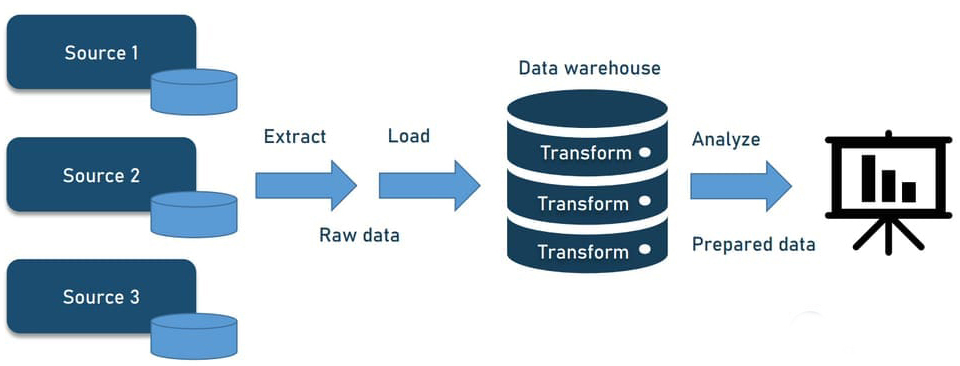 Source 1
Source 2
Source 3
Extract
Load
Raw data
Data warehouse
Transform
Transform
Transform
Analyze
Prepared data